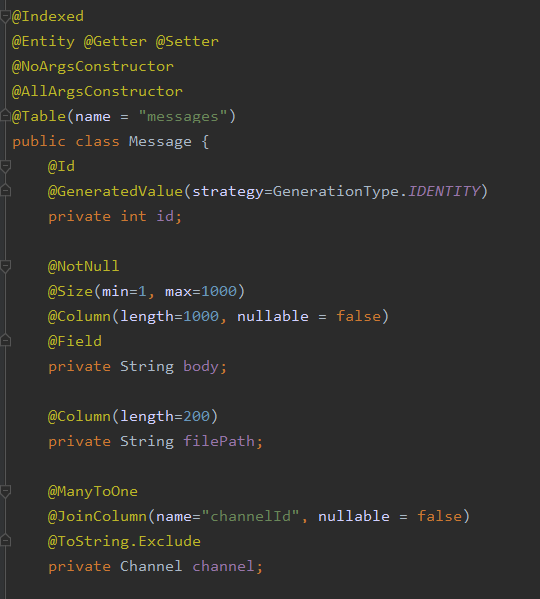 @Indexed
@Entity @Getter @Setter
@NoArgsConstructor
@AllArgsConstructor
@Table(name = "messages")
public class Message {
@Id
@GeneratedValue(strategy=GenerationType.IDENTITY)
private int id;
@NotNull
@Size(min=1, max=1000)
@Column(length=1000, nullable = false)
@Field
private String body;
@Column(length=200)
private String filePath;
@ManyToOne
@JoinColumn(name="channelId", nullable = false)
@ToString.Exclude
private Channel channel;